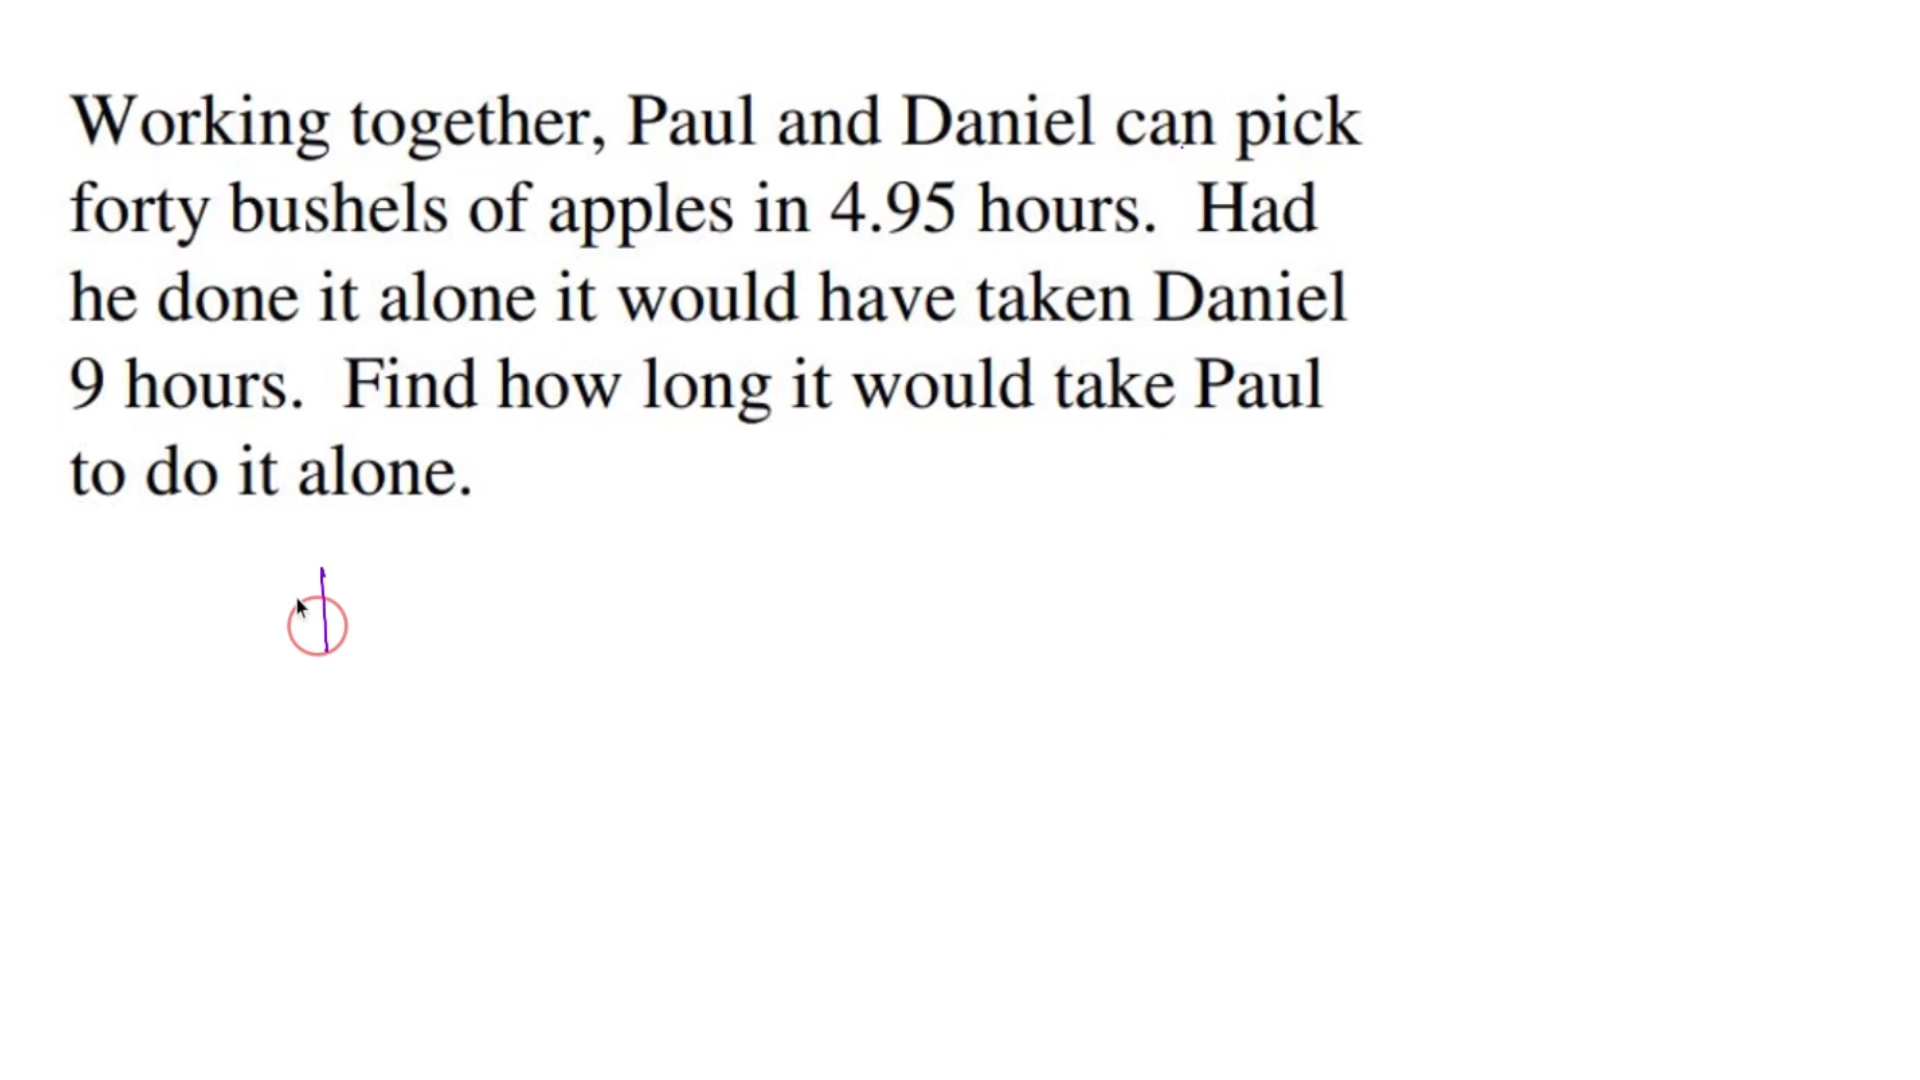 Working together, Paul and Daniel can pick
forty bushels of apples in 4.95 hours.  Had
he done it alone it would have taken Daniel
9 hours.  Find how long it would take Paul
to do it alone.